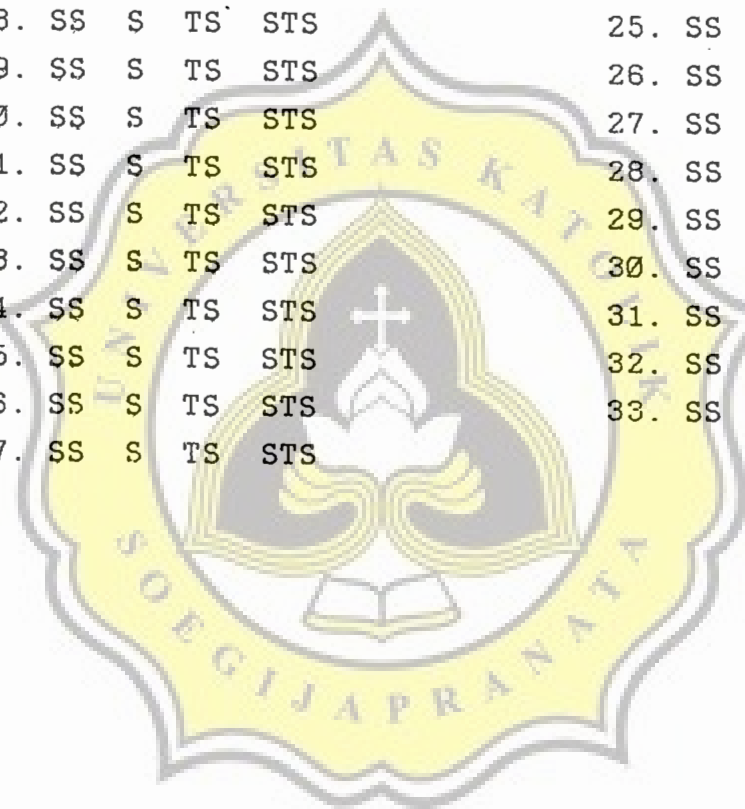 8. SS S TS STS 25. SS
9. SS S TS STS 26. SS
0. SS S TS STS 27. SS
1. SS S TS STS 28. SS
2. SS S TS STS 29. SS
3. SS S TS STS 30. SS
4. SS S TS STS 31. SS
5. SS S TS STS 32. SS
6. SS S TS STS 33. SS
7. SS S TS STS
UNIVERSITAS KATOLIK
SOEGIJAPRANATA